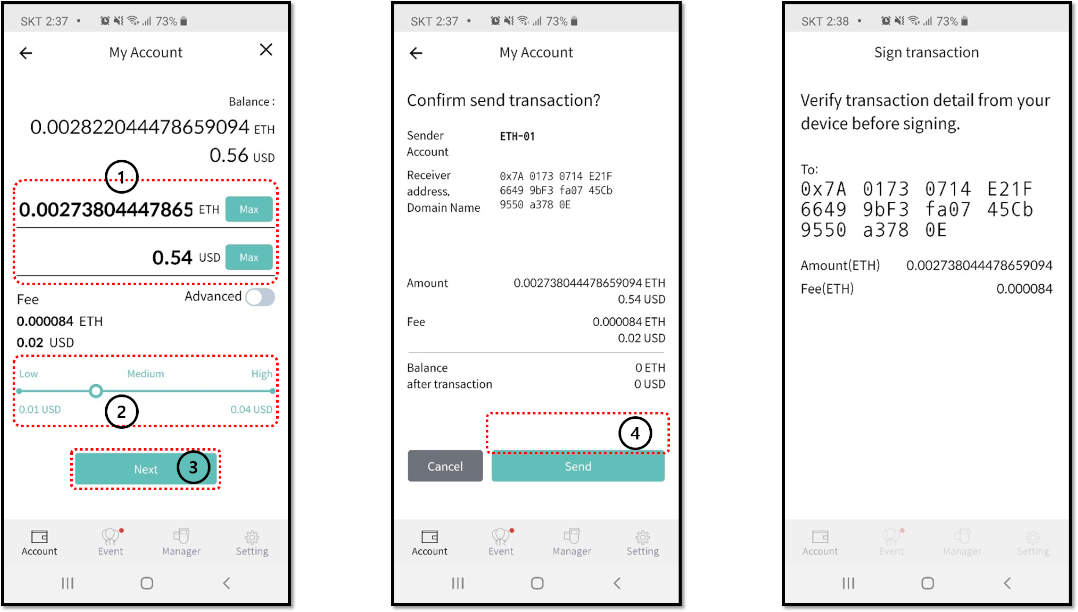 SKT 2:37 • 73%
My Account
Balance :
0.002822044478659094 ETH
0.56 USD
1
0.00273804447865 ETH Max
0.54 USD Max
Fee
Advanced
0.000084 ETH
0.02 USD
Low Medium High
0.01 USD 0.04 USD
2
Next
3
Account Event Manager Setting
SKT 2:37 • 73%
My Account
Confirm send transaction?
Sender
Account
ETH-01
Receiver
address,
Domain Name
0x7A 0173 0714 E21F
6649 9bF3 fa07 45Cb
9550 a378 0E
Amount 0.002738044478659094 ETH
0.54 USD
Fee 0.000084 ETH
0.02 USD
Balance
after transaction
0 ETH
0 USD
4
Cancel Send
Account Event Manager Setting
SKT 2:38 • 73%
Sign transaction
Verify transaction detail from your
device before signing.
To:
0x7A 0173 0714 E21F
6649 9bF3 fa07 45Cb
9550 a378 0E
Amount(ETH) 0.002738044478659094
Fee(ETH) 0.000084
Account Event Manager Setting